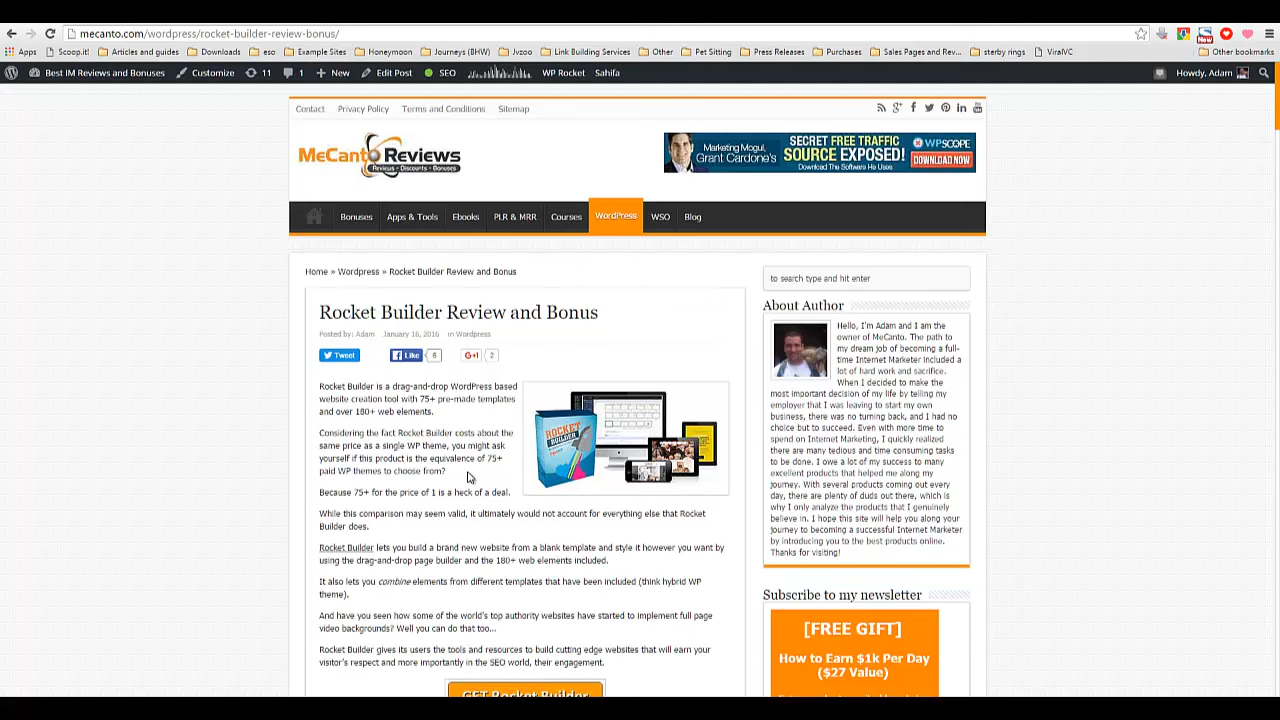 mecanto.com/wordpress/rocket-builder-review-bonus/
Apps Scoop.it! Articles and guides Downloads eso Example Sites Honeymoon Journeys (BHW) Jvzoo Link Building Services Other Pet Sitting Press Releases Purchases Sales Pages and Rev... sterby rings ViralVC Other bookmarks
Best IM Reviews and Bonuses Customize 11 1 New Edit Post SEO WP Rocket Sahifa Howdy, Adam
Contact Privacy Policy Terms and Conditions Sitemap
MeCanto Reviews
Reviews - Discounts - Bonuses
Marketing Mogul,
Grant Cardone's
SECRET FREE TRAFFIC
SOURCE EXPOSED!
Download The Software He Uses
WPSCOPE
DOWNLOAD NOW
Bonuses Apps & Tools Ebooks PLR & MRR Courses WordPress WSO Blog
Home » Wordpress » Rocket Builder Review and Bonus
Rocket Builder Review and Bonus
Posted by: Adam January 16, 2016 in Wordpress
Tweet Like 6 +1 2
Rocket Builder is a drag-and-drop WordPress based
website creation tool with 75+ pre-made templates
and over 180+ web elements.
Considering the fact Rocket Builder costs about the
same price as a single WP theme, you might ask
yourself if this product is the equivalence of 75+
paid WP themes to choose from?
Because 75+ for the price of 1 is a heck of a deal.
ROCKET
BUILDER
While this comparison may seem valid, it ultimately would not account for everything else that Rocket
Builder does.
Rocket Builder lets you build a brand new website from a blank template and style it however you want by
using the drag-and-drop page builder and the 180+ web elements included.
It also lets you combine elements from different templates that have been included (think hybrid WP
theme).
And have you seen how some of the world's top authority websites have started to implement full page
video backgrounds? Well you can do that too...
Rocket Builder gives its users the tools and resources to build cutting edge websites that will earn your
visitor's respect and more importantly in the SEO world, their engagement.
GET Rocket Builder
to search type and hit enter
About Author
Hello, I'm Adam and I am the
owner of MeCanto. The path to
my dream job of becoming a full-
time Internet Marketer included a
lot of hard work and sacrifice.
When I decided to make the
most important decision of my life by telling my
employer that I was leaving to start my own
business, there was no turning back, and I had no
choice but to succeed. Even with more time to
spend on Internet Marketing, I quickly realized
there are many tedious and time consuming tasks
to be done. I owe a lot of my success to many
excellent products that helped me along my
journey. With several products coming out every
day, there are plenty of duds out there, which is
why I only analyze the products that I genuinely
believe in. I hope this site will help you along your
journey to becoming a successful Internet Marketer
by introducing you to the best products online.
Thanks for visiting!
Subscribe to my newsletter
[FREE GIFT]
How to Earn $1k Per Day
($27 Value)